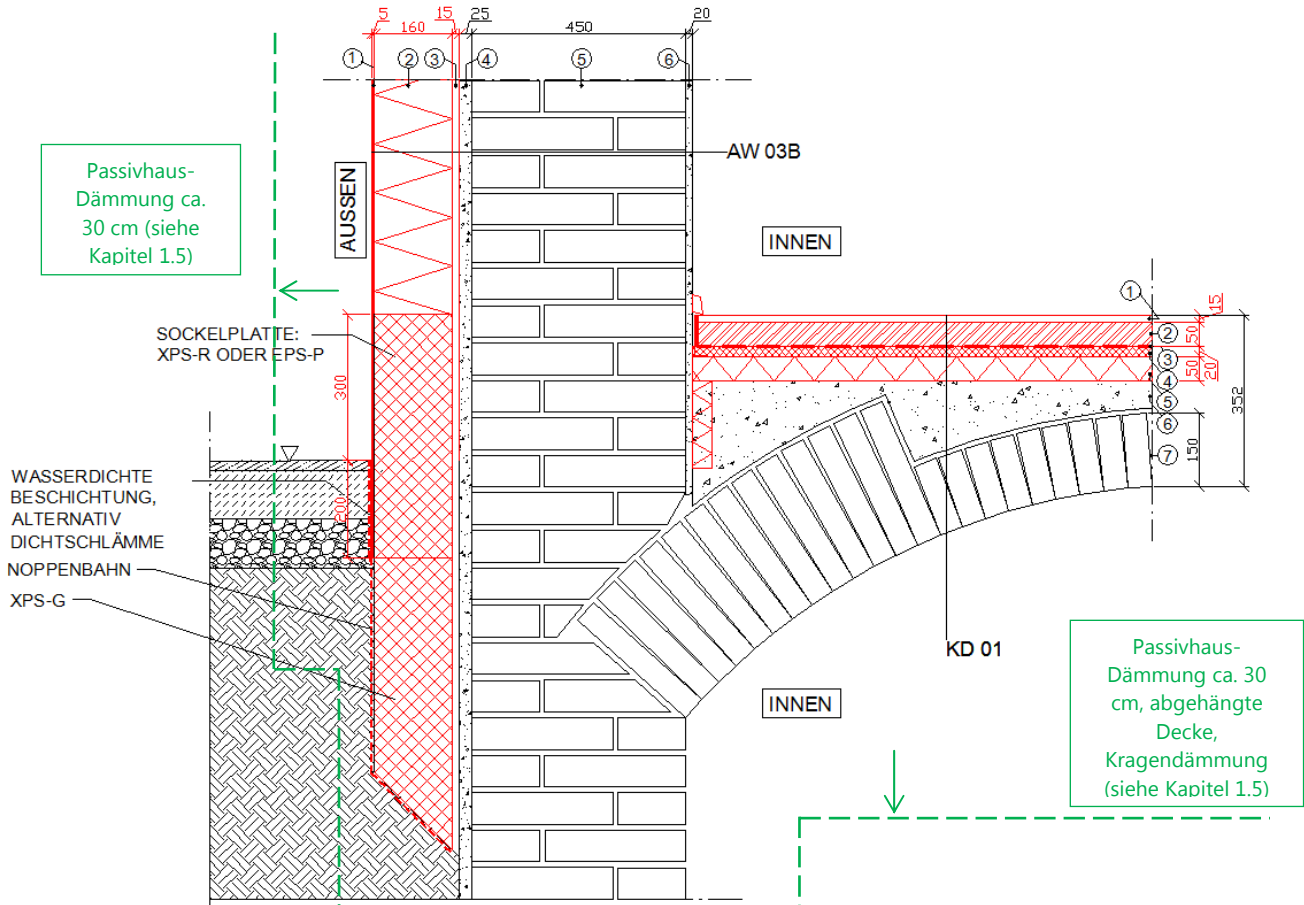 5
160
15
25
450
20
1
2
3
4
5
6
AW 03B
Passivhaus-
Dämmung ca.
30 cm (siehe
Kapitel 1.5)
AUSSEN
INNEN
SOCKELPLATTE:
XPS-R ODER EPS-P
300
200
WASSERDICHTE
BESCHICHTUNG,
ALTERNATIV
DICHTSCHLÄMME
NOPPENBAHN
XPS-G
1
2
3
4
5
6
7
15
50
20
50
352
150
KD 01
INNEN
Passivhaus-
Dämmung ca. 30
cm, abgehängte
Decke,
Kragendämmung
(siehe Kapitel 1.5)